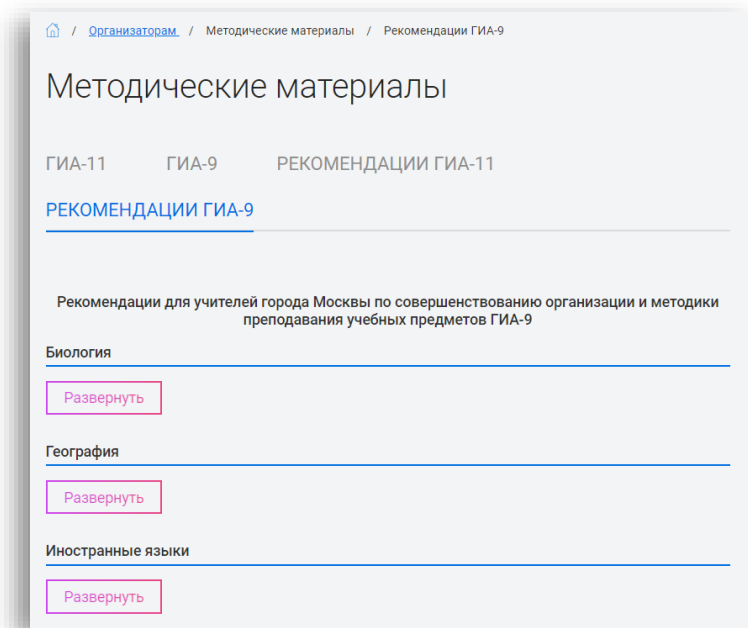 / Организаторам / Методические материалы / Рекомендации ГИА-9
Методические материалы
ГИА-11 ГИА-9 РЕКОМЕНДАЦИИ ГИА-11
РЕКОМЕНДАЦИИ ГИА-9
Рекомендации для учителей города Москвы по совершенствованию организации и методики
преподавания учебных предметов ГИА-9
Биология
Развернуть
География
Развернуть
Иностранные языки
Развернуть